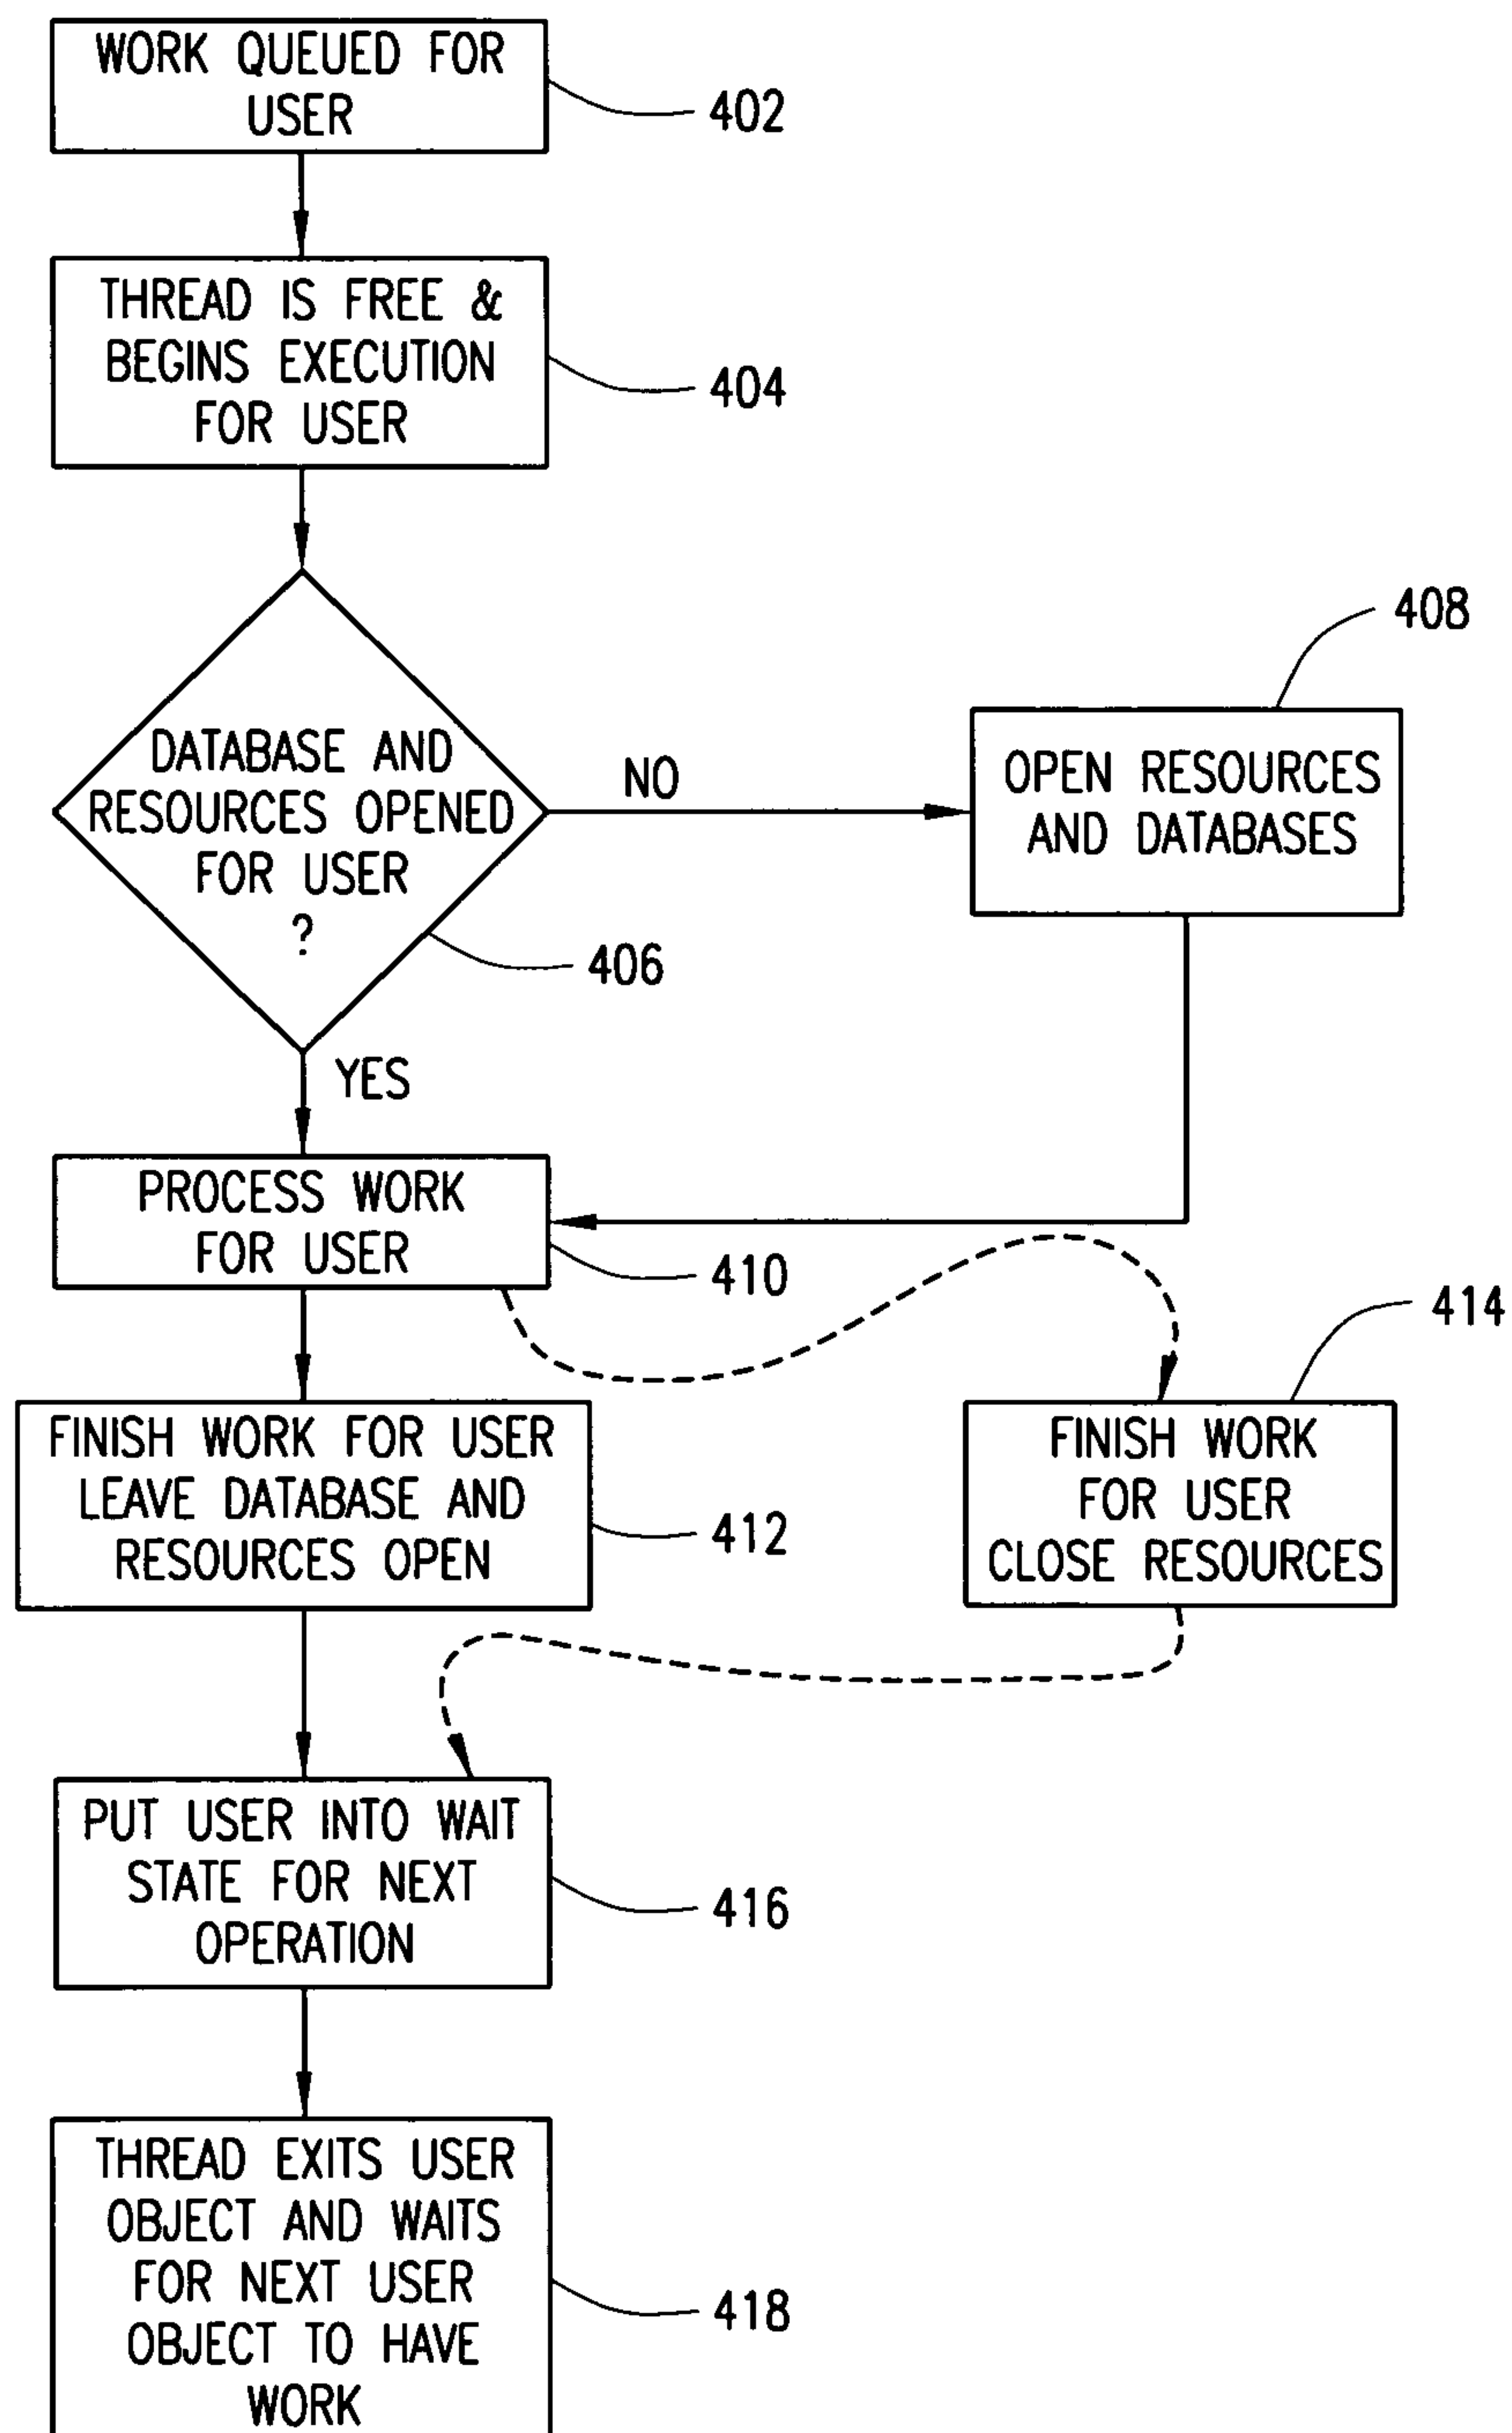 WORK QUEUED FOR
USER
402
THREAD IS FREE &
BEGINS EXECUTION
FOR USER
404
DATABASE AND
RESOURCES OPENED
FOR USER
?
406
NO
408
OPEN RESOURCES
AND DATABASES
YES
PROCESS WORK
FOR USER
410
FINISH WORK FOR USER
LEAVE DATABASE AND
RESOURCES OPEN
412
414
FINISH WORK
FOR USER
CLOSE RESOURCES
PUT USER INTO WAIT
STATE FOR NEXT
OPERATION
416
THREAD EXITS USER
OBJECT AND WAITS
FOR NEXT USER
OBJECT TO HAVE
WORK
418